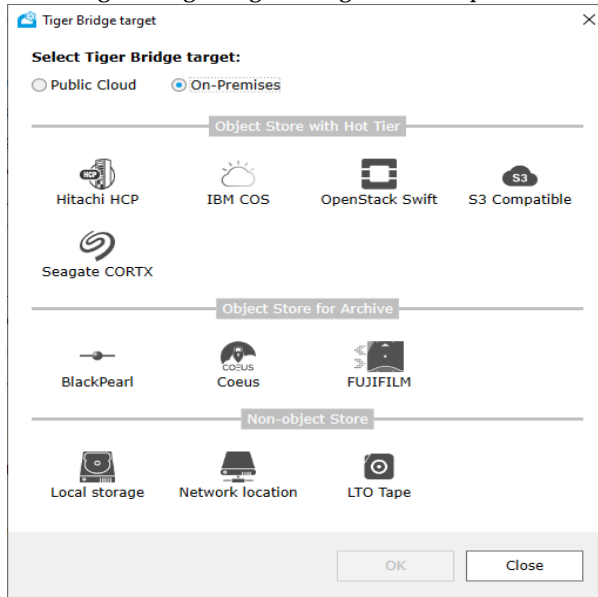 Tiger Bridge target
Select Tiger Bridge target:
Public Cloud On-Premises
Object Store with Hot Tier
HCP S3
Hitachi HCP IBM COS OpenStack Swift S3 Compatible
Seagate CORTX
Object Store for Archive
COEUS
BlackPearl Coeus FUJIFILM
Non-object Store
Local storage Network location LTO Tape
OK Close